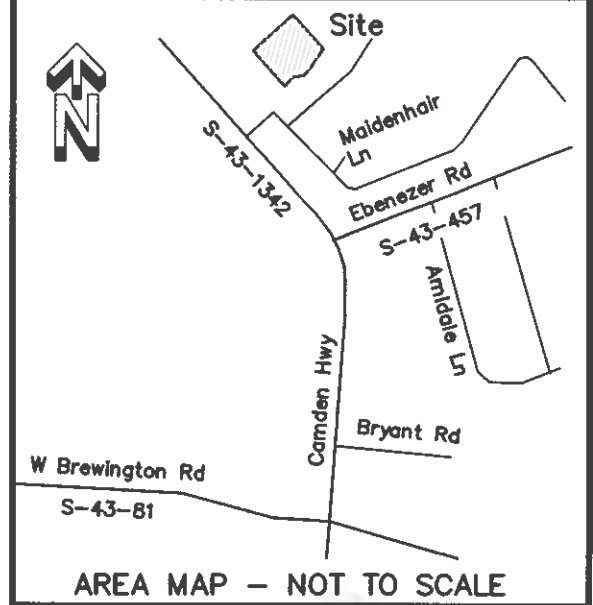 Site
N
Maidenhair
Ln
S-43-1342
Ebenezer Rd
S-43-457
Amidale Ln
Camden Hwy
Bryant Rd
W Brewington Rd
S-43-81
AREA MAP - NOT TO SCALE